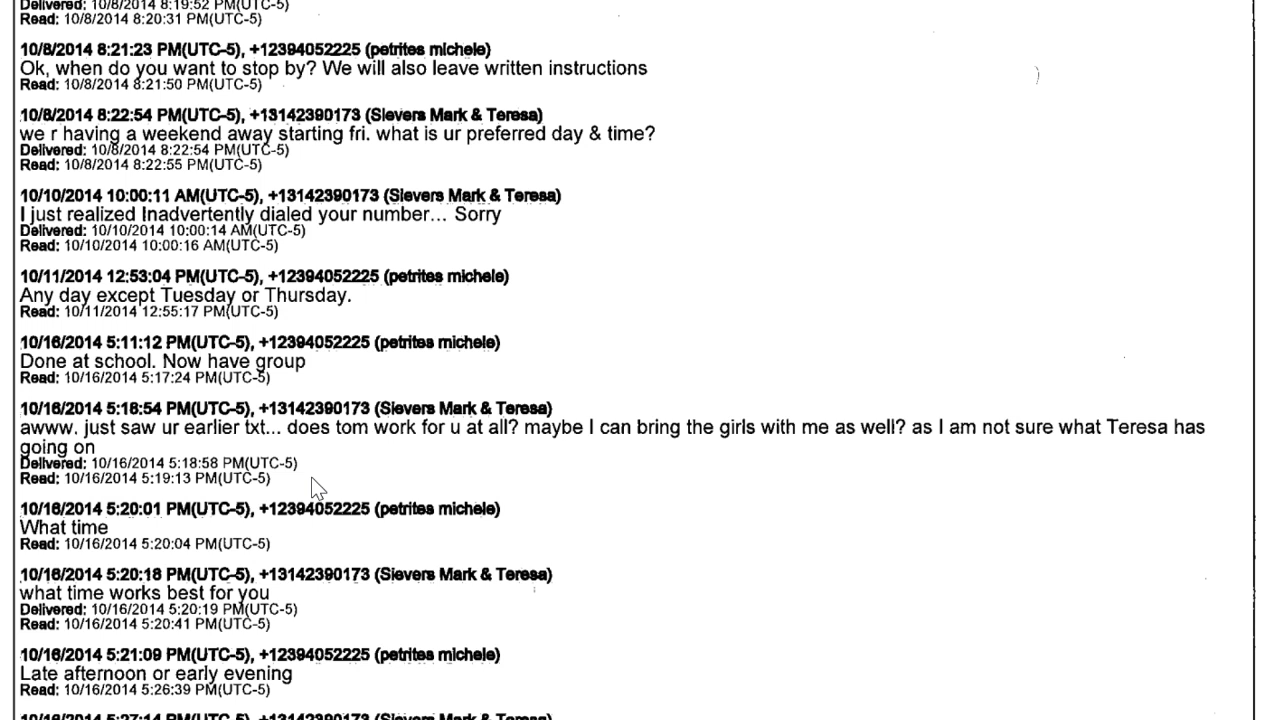 Delivered: 10/8/2014 8:19:52 PM(UTC-5)
Read: 10/8/2014 8:20:31 PM(UTC-5)
10/8/2014 8:21:23 PM(UTC-5), +12394052225 (petrites michele)
Ok, when do you want to stop by? We will also leave written instructions
Read: 10/8/2014 8:21:50 PM(UTC-5)
10/8/2014 8:22:54 PM(UTC-5), +13142390173 (Sievers Mark & Teresa)
we r having a weekend away starting fri. what is ur preferred day & time?
Delivered: 10/8/2014 8:22:54 PM(UTC-5)
Read: 10/8/2014 8:22:55 PM(UTC-5)
10/10/2014 10:00:11 AM(UTC-5), +13142390173 (Sievers Mark & Teresa)
I just realized Inadvertently dialed your number... Sorry
Delivered: 10/10/2014 10:00:14 AM(UTC-5)
Read: 10/10/2014 10:00:16 AM(UTC-5)
10/11/2014 12:53:04 PM(UTC-5), +12394052225 (petrites michele)
Any day except Tuesday or Thursday.
Read: 10/11/2014 12:55:17 PM(UTC-5)
10/16/2014 5:11:12 PM(UTC-5), +12394052225 (petrites michele)
Done at school. Now have group
Read: 10/16/2014 5:17:24 PM(UTC-5)
10/16/2014 5:18:54 PM(UTC-5), +13142390173 (Sievers Mark & Teresa)
awww. just saw ur earlier txt... does tom work for u at all? maybe I can bring the girls with me as well? as I am not sure what Teresa has
going on
Delivered: 10/16/2014 5:18:58 PM(UTC-5)
Read: 10/16/2014 5:19:13 PM(UTC-5)
10/16/2014 5:20:01 PM(UTC-5), +12394052225 (petrites michele)
What time
Read: 10/16/2014 5:20:04 PM(UTC-5)
10/16/2014 5:20:18 PM(UTC-5), +13142390173 (Sievers Mark & Teresa)
what time works best for you
Delivered: 10/16/2014 5:20:19 PM(UTC-5)
Read: 10/16/2014 5:20:41 PM(UTC-5)
10/16/2014 5:21:09 PM(UTC-5), +12394052225 (petrites michele)
Late afternoon or early evening
Read: 10/16/2014 5:26:39 PM(UTC-5)
10/16/2014 5:27:14 PM(UTC-5), +13142390173 (Sievers Mark & Teresa)